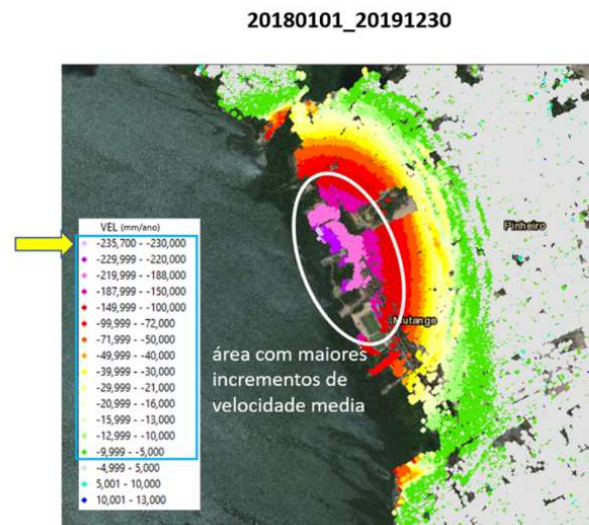 20180101_20191230
Pinheiro
Mutange
VEL (mm/ano)
-235,700 - -230,000
-229,999 - -220,000
-219,999 - -188,000
-187,999 - -150,000
-149,999 - -100,000
-99,999 - -72,000
-71,999 - -50,000
-49,999 - -40,000
-39,999 - -30,000
-29,999 - -21,000
-20,999 - -16,000
-15,999 - -13,000
-12,999 - -10,000
-9,999 - -5,000
-4,999 - 5,000
5,001 - 10,000
10,001 - 13,000
área com maiores
incrementos de
velocidade media